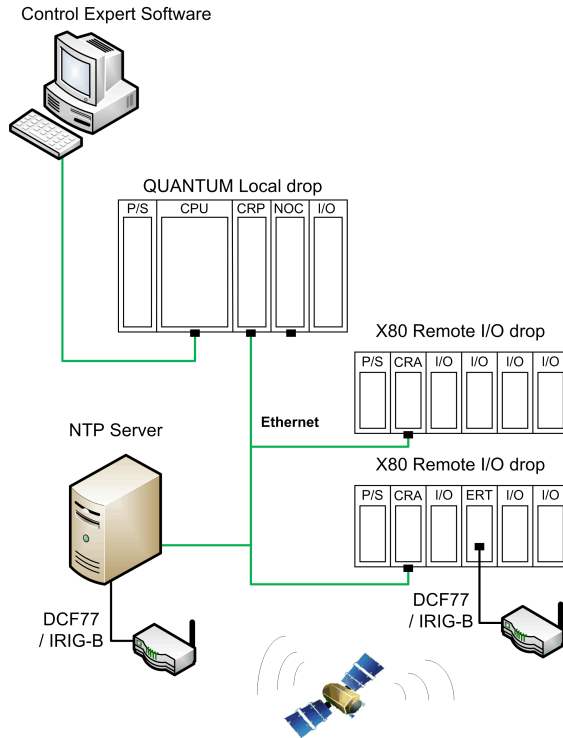 Control Expert Software
QUANTUM Local drop
P/S CPU CRP NOC I/O
X80 Remote I/O drop
P/S CRA I/O I/O I/O I/O
Ethernet
NTP Server
X80 Remote I/O drop
P/S CRA I/O ERT I/O I/O
DCF77
/ IRIG-B
DCF77
/ IRIG-B